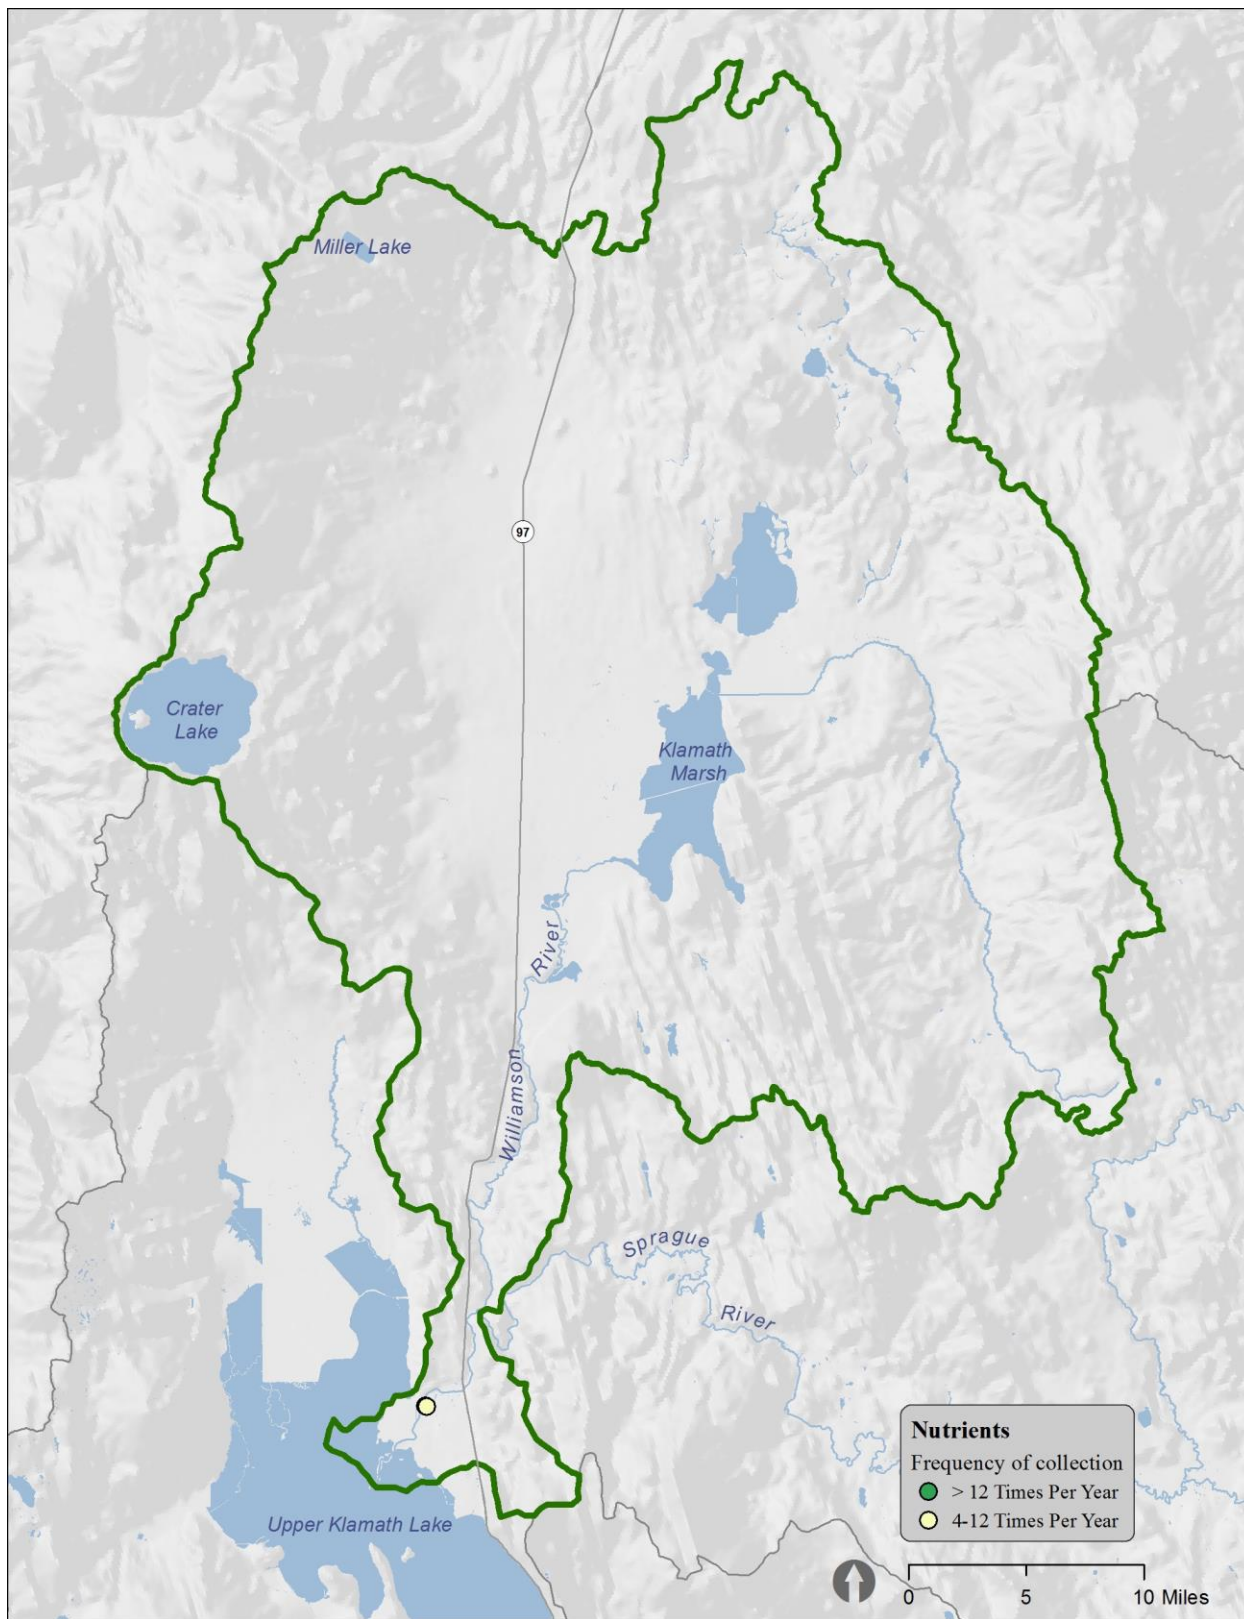 Miller Lake
97
Crater
Lake
Klamath
Marsh
River
Williamson
Sprague
River
Upper Klamath Lake
Nutrients
Frequency of collection
> 12 Times Per Year
4-12 Times Per Year
0 5 10 Miles